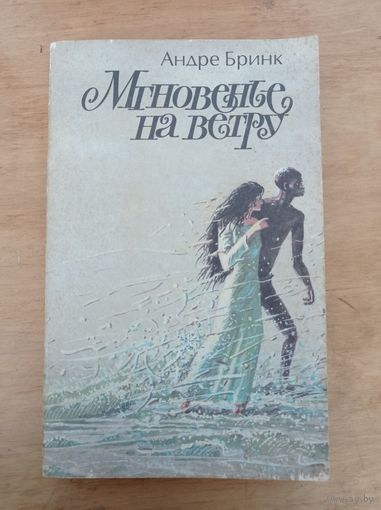 Андре Бринк
Мгновенье
на ветру